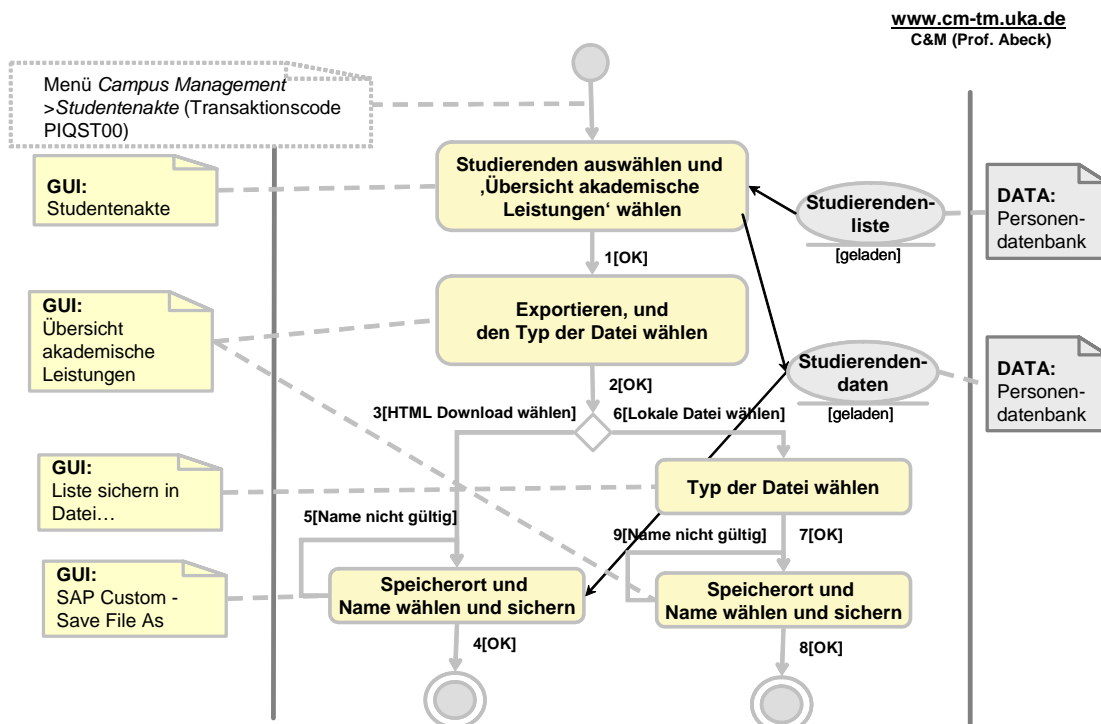 www.cm-tm.uka.de
C&M (Prof. Abeck)
Menü Campus Management
>Studentenakte (Transaktionscode
PIQST00)
GUI:
Studentenakte
Studierenden auswählen und
‚Übersicht akademische
Leistungen‘ wählen
Studierenden-
liste
[geladen]
DATA:
Personen-
datenbank
1[OK]
GUI:
Übersicht
akademische
Leistungen
Exportieren, und
den Typ der Datei wählen
Studierenden-
daten
[geladen]
DATA:
Personen-
datenbank
2[OK]
3[HTML Download wählen]
6[Lokale Datei wählen]
GUI:
Liste sichern in
Datei…
Typ der Datei wählen
5[Name nicht gültig]
9[Name nicht gültig]
7[OK]
GUI:
SAP Custom -
Save File As
Speicherort und
Name wählen und sichern
Speicherort und
Name wählen und sichern
4[OK]
8[OK]